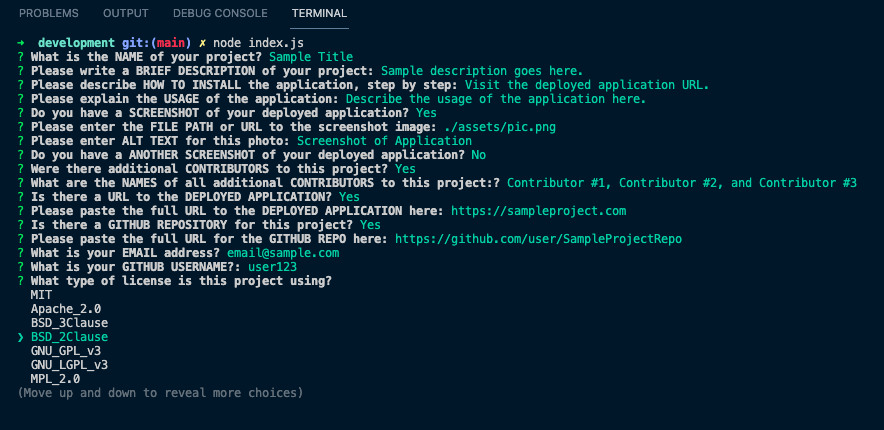 PROBLEMS OUTPUT DEBUG CONSOLE TERMINAL
→ development git:(main) ✗ node index.js
? What is the NAME of your project? Sample Title
? Please write a BRIEF DESCRIPTION of your project: Sample description goes here.
? Please describe HOW TO INSTALL the application, step by step: Visit the deployed application URL.
? Please explain the USAGE of the application: Describe the usage of the application here.
? Do you have a SCREENSHOT of your deployed application? Yes
? Please enter the FILE PATH or URL to the screenshot image: ./assets/pic.png
? Please enter ALT TEXT for this photo: Screenshot of Application
? Do you have a ANOTHER SCREENSHOT of your deployed application? No
? Were there additional CONTRIBUTORS to this project? Yes
? What are the NAMES of all additional CONTRIBUTORS to this project:? Contributor #1, Contributor #2, and Contributor #3
? Is there a URL to the DEPLOYED APPLICATION? Yes
? Please paste the full URL to the DEPLOYED APPLICATION here: https://sampleproject.com
? Is there a GITHUB REPOSITORY for this project? Yes
? Please paste the full URL for the GITHUB REPO here: https://github.com/user/SampleProjectRepo
? What is your EMAIL address? email@sample.com
? What is your GITHUB USERNAME?: user123
? What type of license is this project using?
MIT
Apache_2.0
BSD_3Clause
❯ BSD_2Clause
GNU_GPL_v3
GNU_LGPL_v3
MPL_2.0
(Move up and down to reveal more choices)